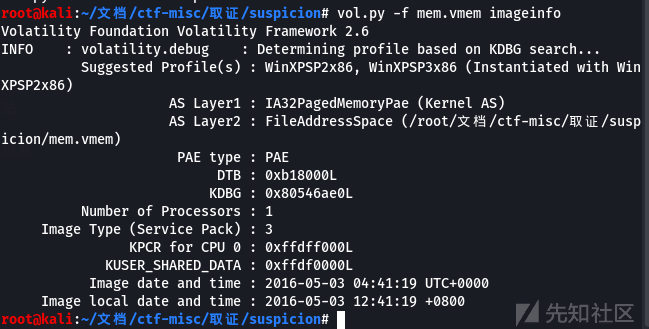 root@kali:~/文档/ctf-misc/取证/suspicion# vol.py -f mem.vmem imageinfo
Volatility Foundation Volatility Framework 2.6
INFO    : volatility.debug    : Determining profile based on KDBG search...
          Suggested Profile(s) : WinXPSP2x86, WinXPSP3x86 (Instantiated with Win
XPSP2x86)
                     AS Layer1 : IA32PagedMemoryPae (Kernel AS)
                     AS Layer2 : FileAddressSpace (/root/文档/ctf-misc/取证/susp
icion/mem.vmem)
                      PAE type : PAE
                           DTB : 0xb18000L
                          KDBG : 0x80546ae0L
          Number of Processors : 1
     Image Type (Service Pack) : 3
                KPCR for CPU 0 : 0xffdff000L
             KUSER_SHARED_DATA : 0xffdf0000L
           Image date and time : 2016-05-03 04:41:19 UTC+0000
     Image local date and time : 2016-05-03 12:41:19 +0800
root@kali:~/文档/ctf-misc/取证/suspicion#
先知社区